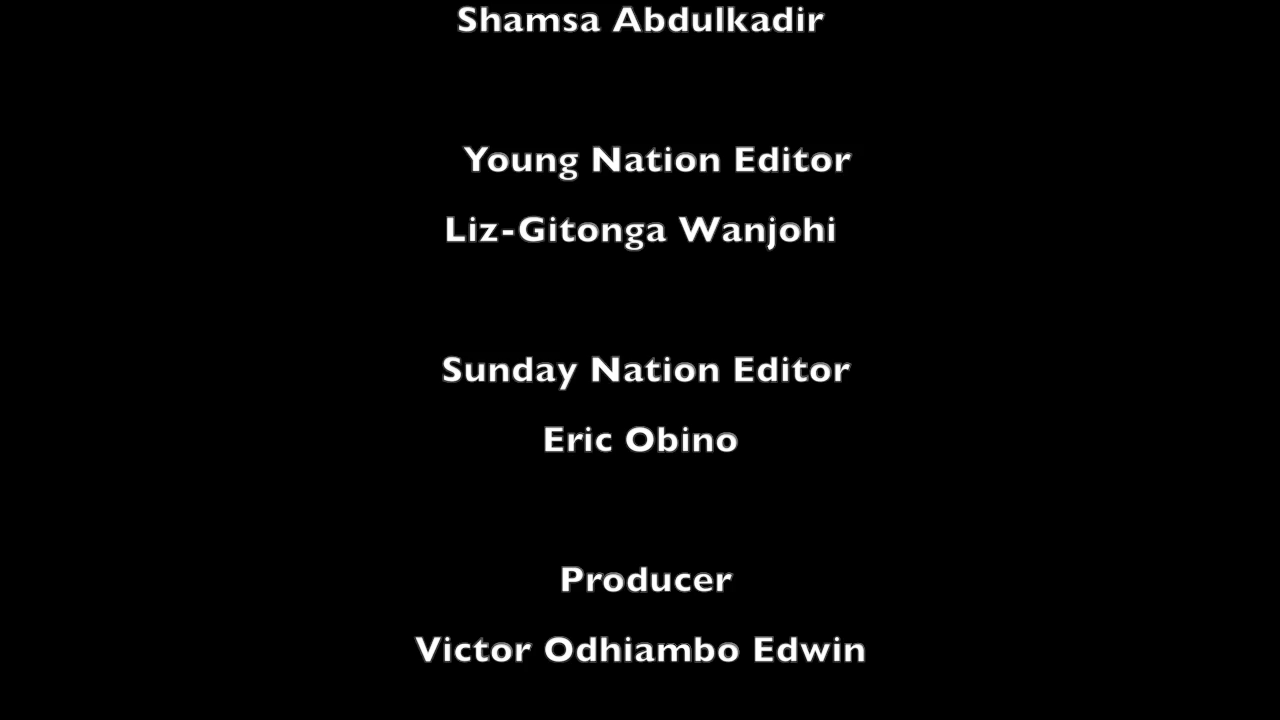 Shamsa Abdulkadir
Young Nation Editor
Liz-Gitonga Wanjohi
Sunday Nation Editor
Eric Obino
Producer
Victor Odhiambo Edwin